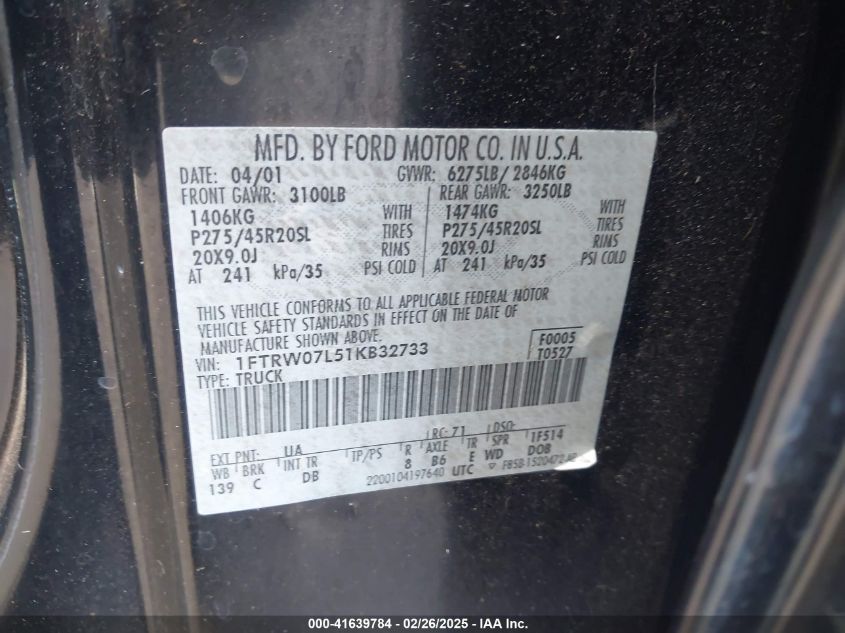 MFD. BY FORD MOTOR CO. IN U.S.A.
DATE: 04/01 GVWR: 6275LB/2846KG
FRONT GAWR: 3100LB REAR GAWR: 3250LB
1406KG WITH 1474KG WITH
P275/45R20SL TIRES P275/45R20SL TIRES
20X9.0J RIMS 20X9.0J RIMS
AT 241 kPa/35 PSI COLD AT 241 kPa/35 PSI COLD
THIS VEHICLE CONFORMS TO ALL APPLICABLE FEDERAL MOTOR
VEHICLE SAFETY STANDARDS IN EFFECT ON THE DATE OF
MANUFACTURE SHOWN ABOVE.
VIN: 1FTRW07L51KB32733 F0005
TYPE: TRUCK T0527
EXT PNT: UA RC: 71 DSO:
WB BRK INT TR TP/PS R AXLE TR SPR 1F514
139 C DB 8 B6 E WD DOB
2200104197640 UTC
000-41639784 - 02/26/2025 - IAA Inc.